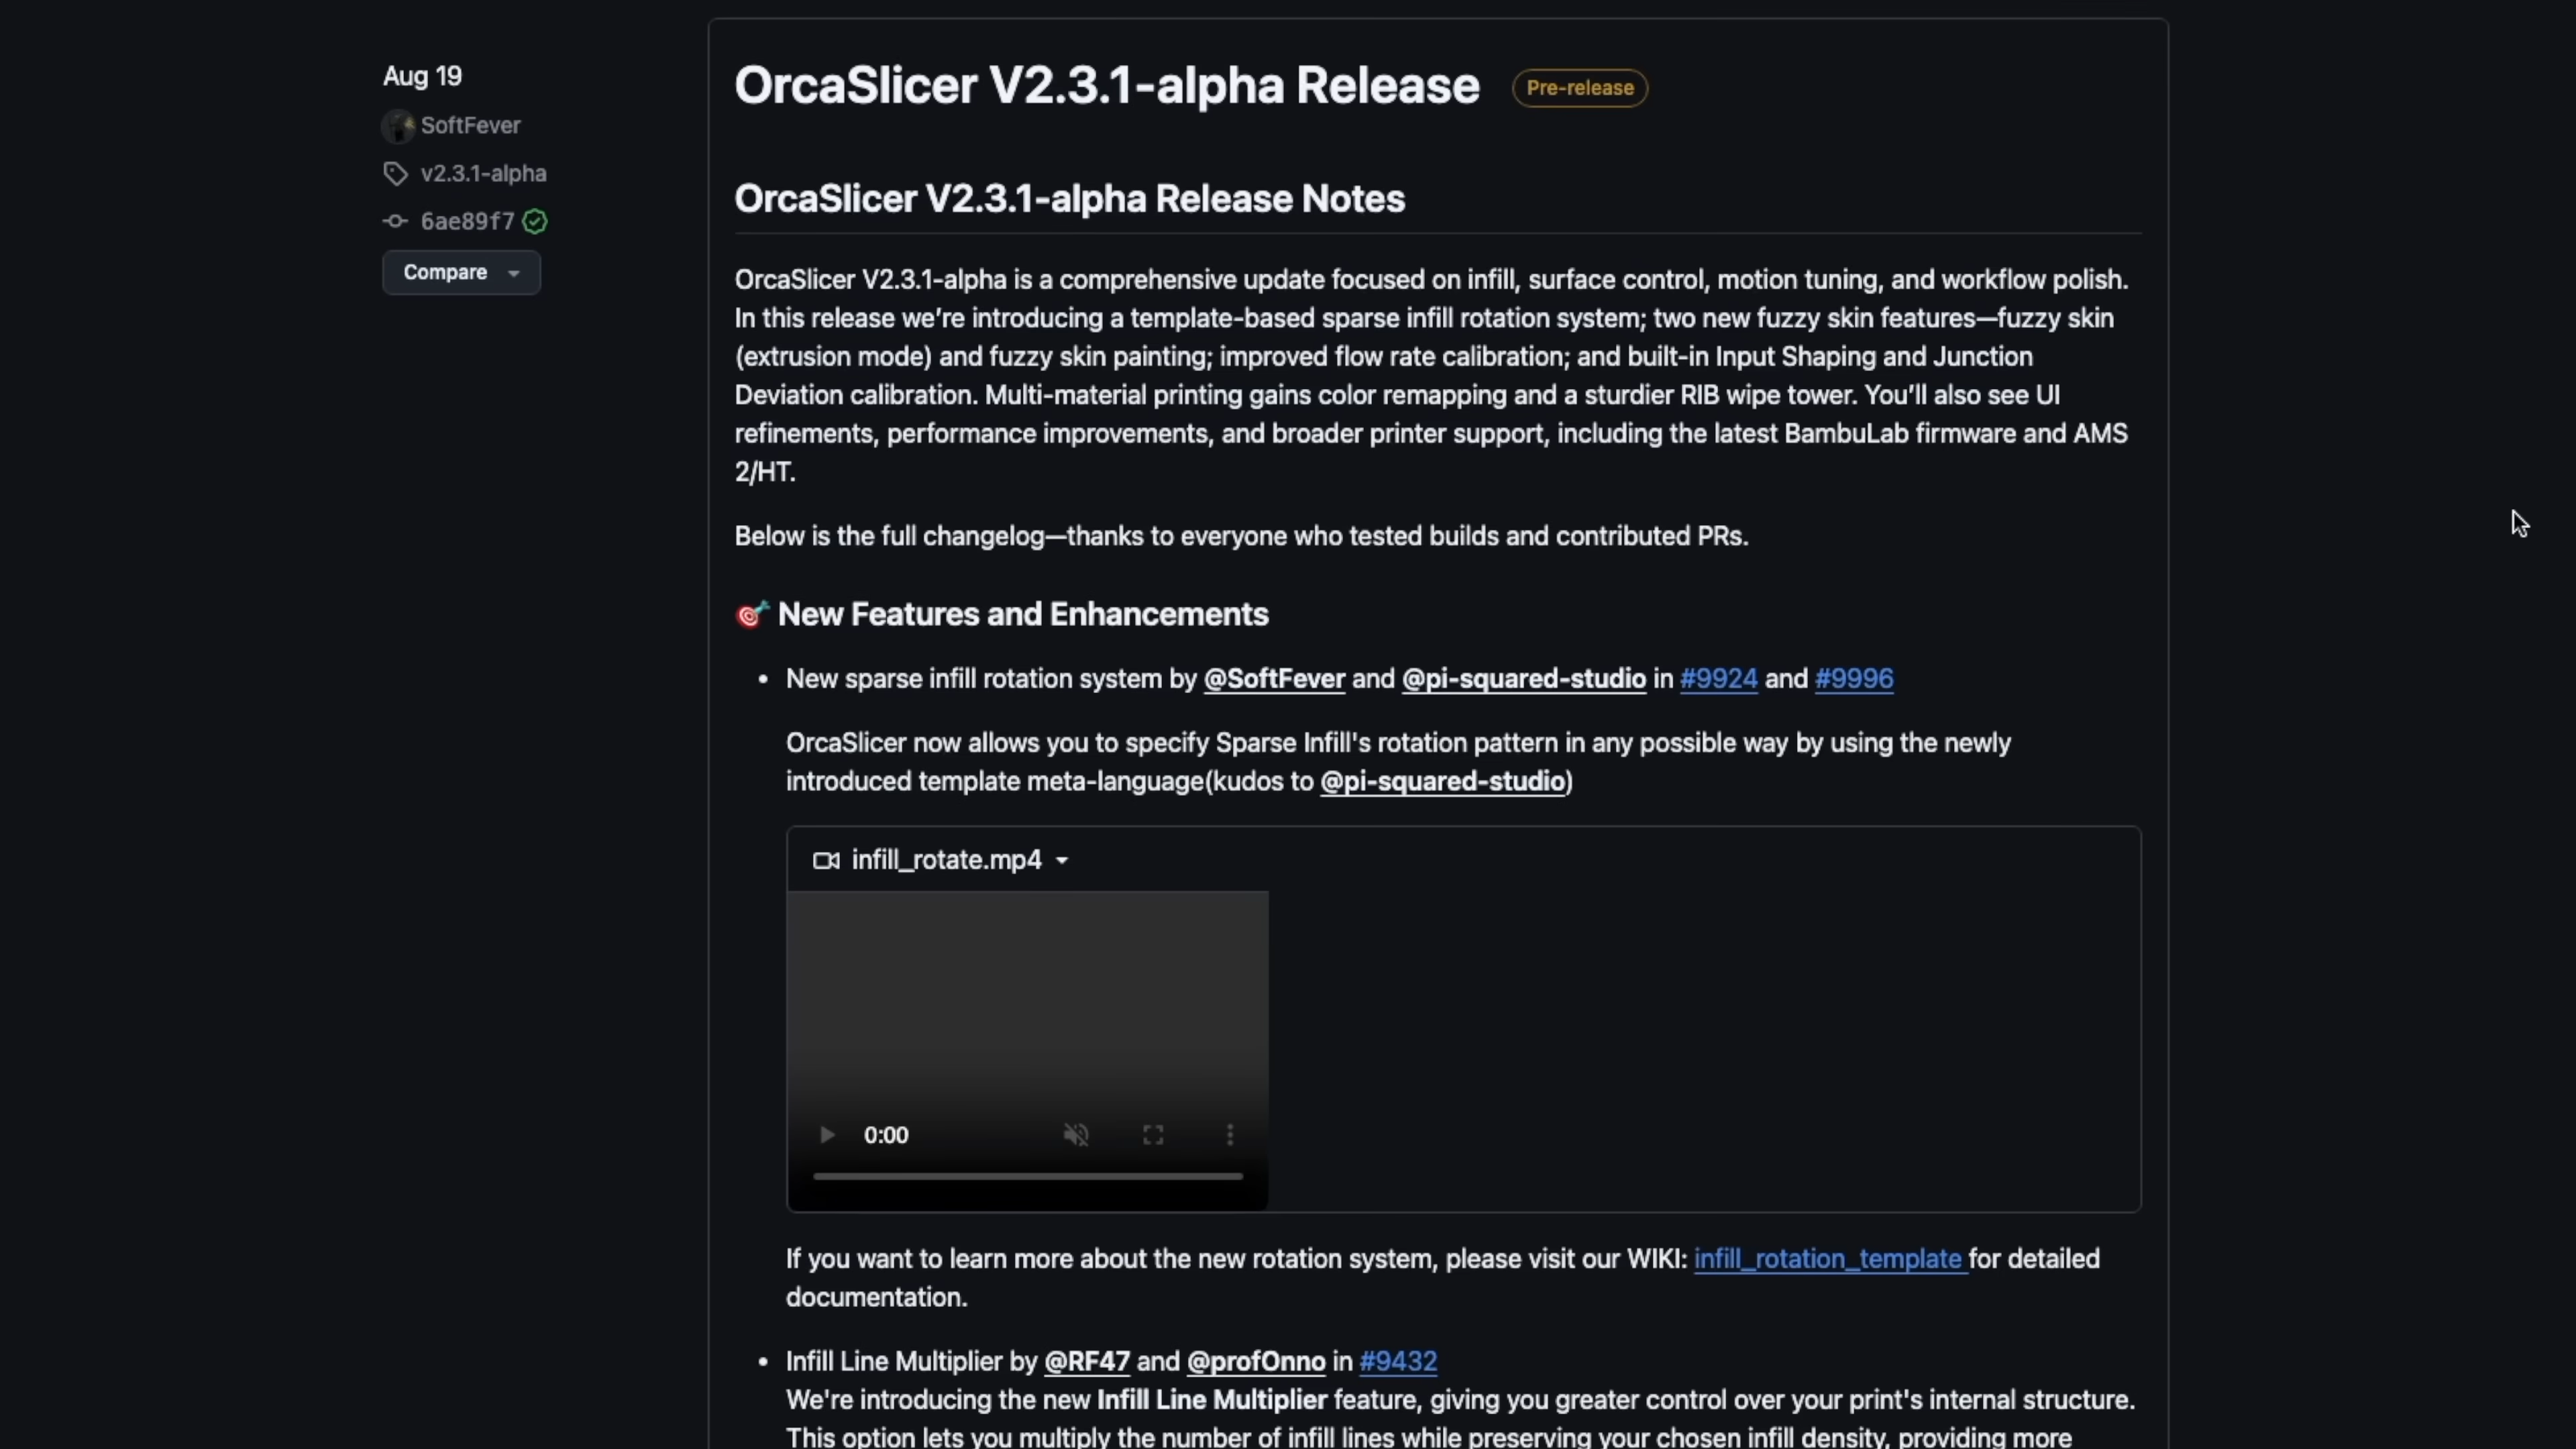 Aug 19
SoftFever
v2.3.1-alpha
6ae89f7
Compare
OrcaSlicer V2.3.1-alpha Release
Pre-release
OrcaSlicer V2.3.1-alpha Release Notes
OrcaSlicer V2.3.1-alpha is a comprehensive update focused on infill, surface control, motion tuning, and workflow polish.
In this release we’re introducing a template-based sparse infill rotation system; two new fuzzy skin features—fuzzy skin
(extrusion mode) and fuzzy skin painting; improved flow rate calibration; and built-in Input Shaping and Junction
Deviation calibration. Multi-material printing gains color remapping and a sturdier RIB wipe tower. You’ll also see UI
refinements, performance improvements, and broader printer support, including the latest BambuLab firmware and AMS
2/HT.
Below is the full changelog—thanks to everyone who tested builds and contributed PRs.
🎯 New Features and Enhancements
• New sparse infill rotation system by @SoftFever and @pi-squared-studio in #9924 and #9996
OrcaSlicer now allows you to specify Sparse Infill's rotation pattern in any possible way by using the newly
introduced template meta-language(kudos to @pi-squared-studio)
infill_rotate.mp4
0:00
If you want to learn more about the new rotation system, please visit our WIKI: infill_rotation_template for detailed
documentation.
• Infill Line Multiplier by @RF47 and @profOnno in #9432
We're introducing the new Infill Line Multiplier feature, giving you greater control over your print's internal structure.
This option lets you multiply the number of infill lines while preserving your chosen infill density, providing more